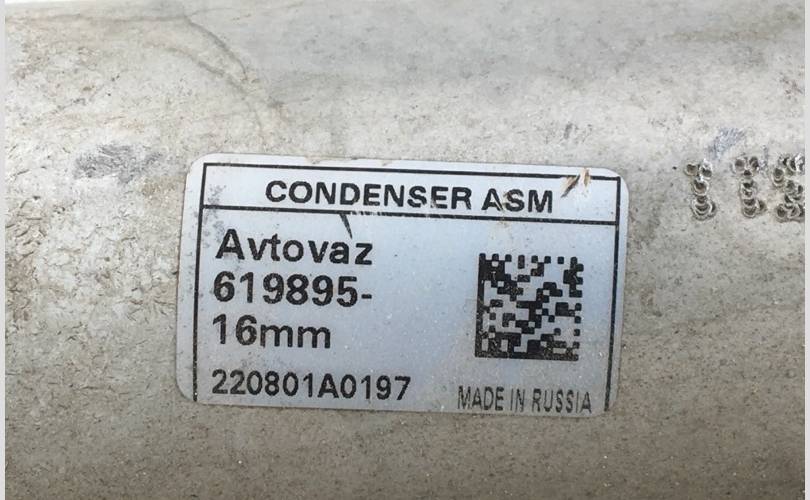 CONDENSER ASM
Avtovaz
619895-
16mm
220801A0197
MADE IN RUSSIA